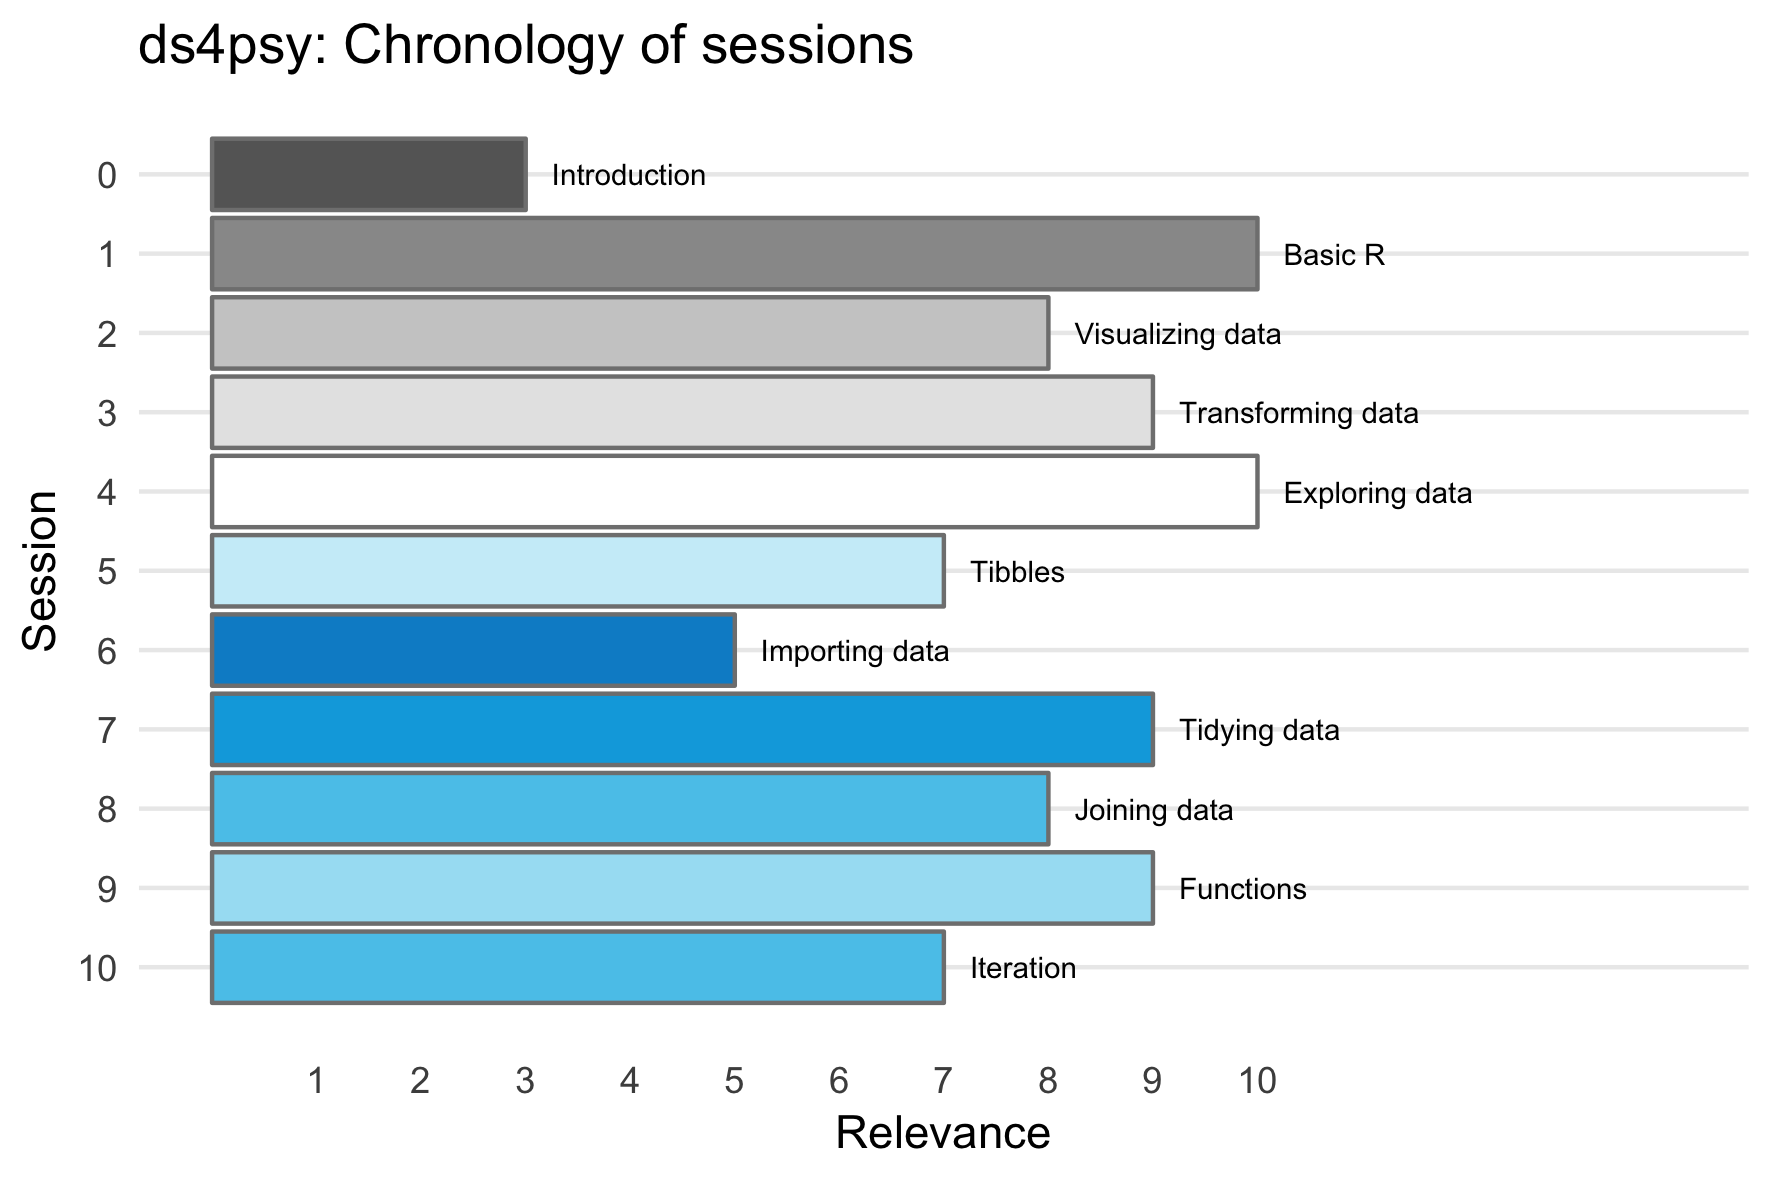 ds4psy: Chronology of sessions
Session
0 Introduction
1 Basic R
2 Visualizing data
3 Transforming data
4 Exploring data
5 Tibbles
6 Importing data
7 Tidying data
8 Joining data
9 Functions
10 Iteration
1 2 3 4 5 6 7 8 9 10
Relevance